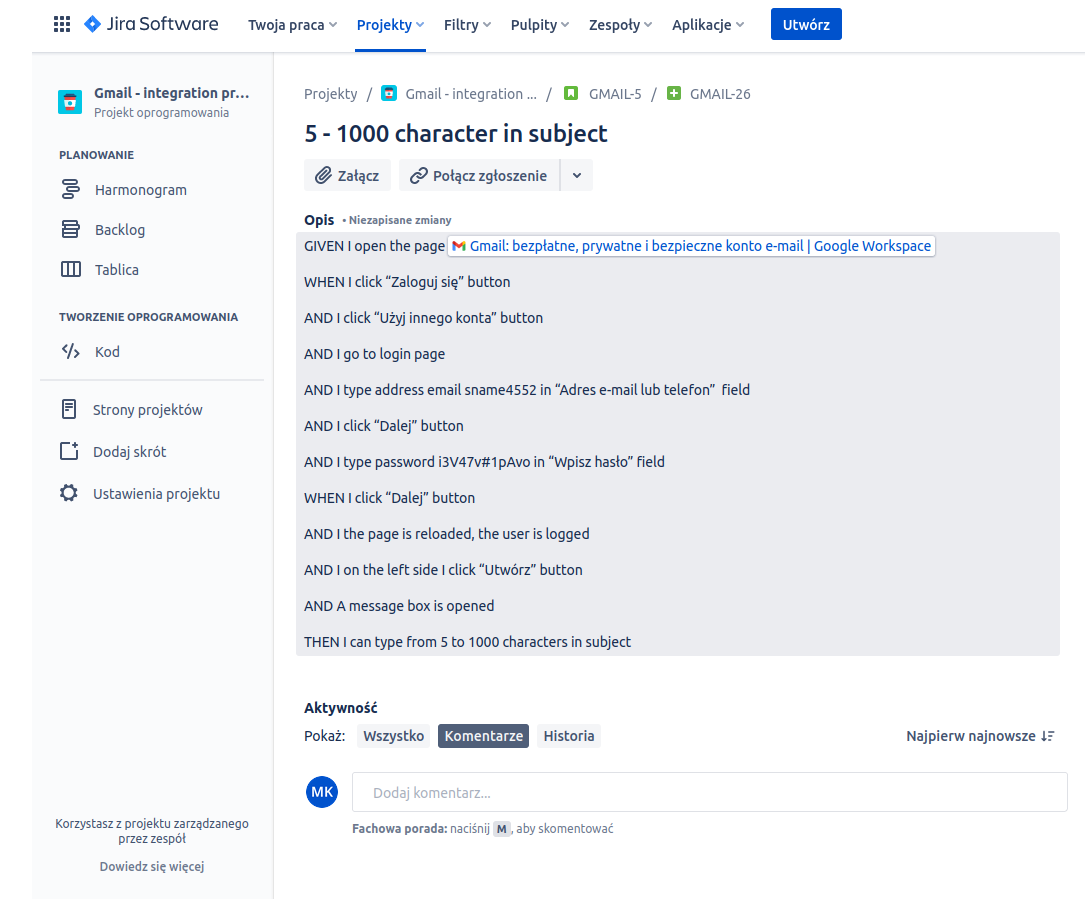 Jira Software Twoja praca Projekty Filtry Pulpity Zespoły Aplikacje Utwórz
Gmail - integration pr...
Projekt oprogramowania
PLANOWANIE
Harmonogram
Backlog
Tablica
TWORZENIE OPROGRAMOWANIA
Kod
Strony projektów
Dodaj skrót
Ustawienia projektu
Korzystasz z projektu zarządzanego
przez zespół
Dowiedz się więcej
Projekty / Gmail - integration ... / GMAIL-5 / GMAIL-26
5 - 1000 character in subject
Załącz Połącz zgłoszenie
Opis • Niezapisane zmiany
GIVEN I open the page Gmail: bezpłatne, prywatne i bezpieczne konto e-mail | Google Workspace
WHEN I click “Zaloguj się” button
AND I click “Użyj innego konta” button
AND I go to login page
AND I type address email sname4552 in “Adres e-mail lub telefon” field
AND I click “Dalej” button
AND I type password i3V47v#1pAvo in “Wpisz hasło” field
WHEN I click “Dalej” button
AND I the page is reloaded, the user is logged
AND I on the left side I click “Utwórz” button
AND A message box is opened
THEN I can type from 5 to 1000 characters in subject
Aktywność
Pokaż: Wszystko Komentarze Historia Najpierw najnowsze
MK Dodaj komentarz...
Fachowa porada: naciśnij M, aby skomentować